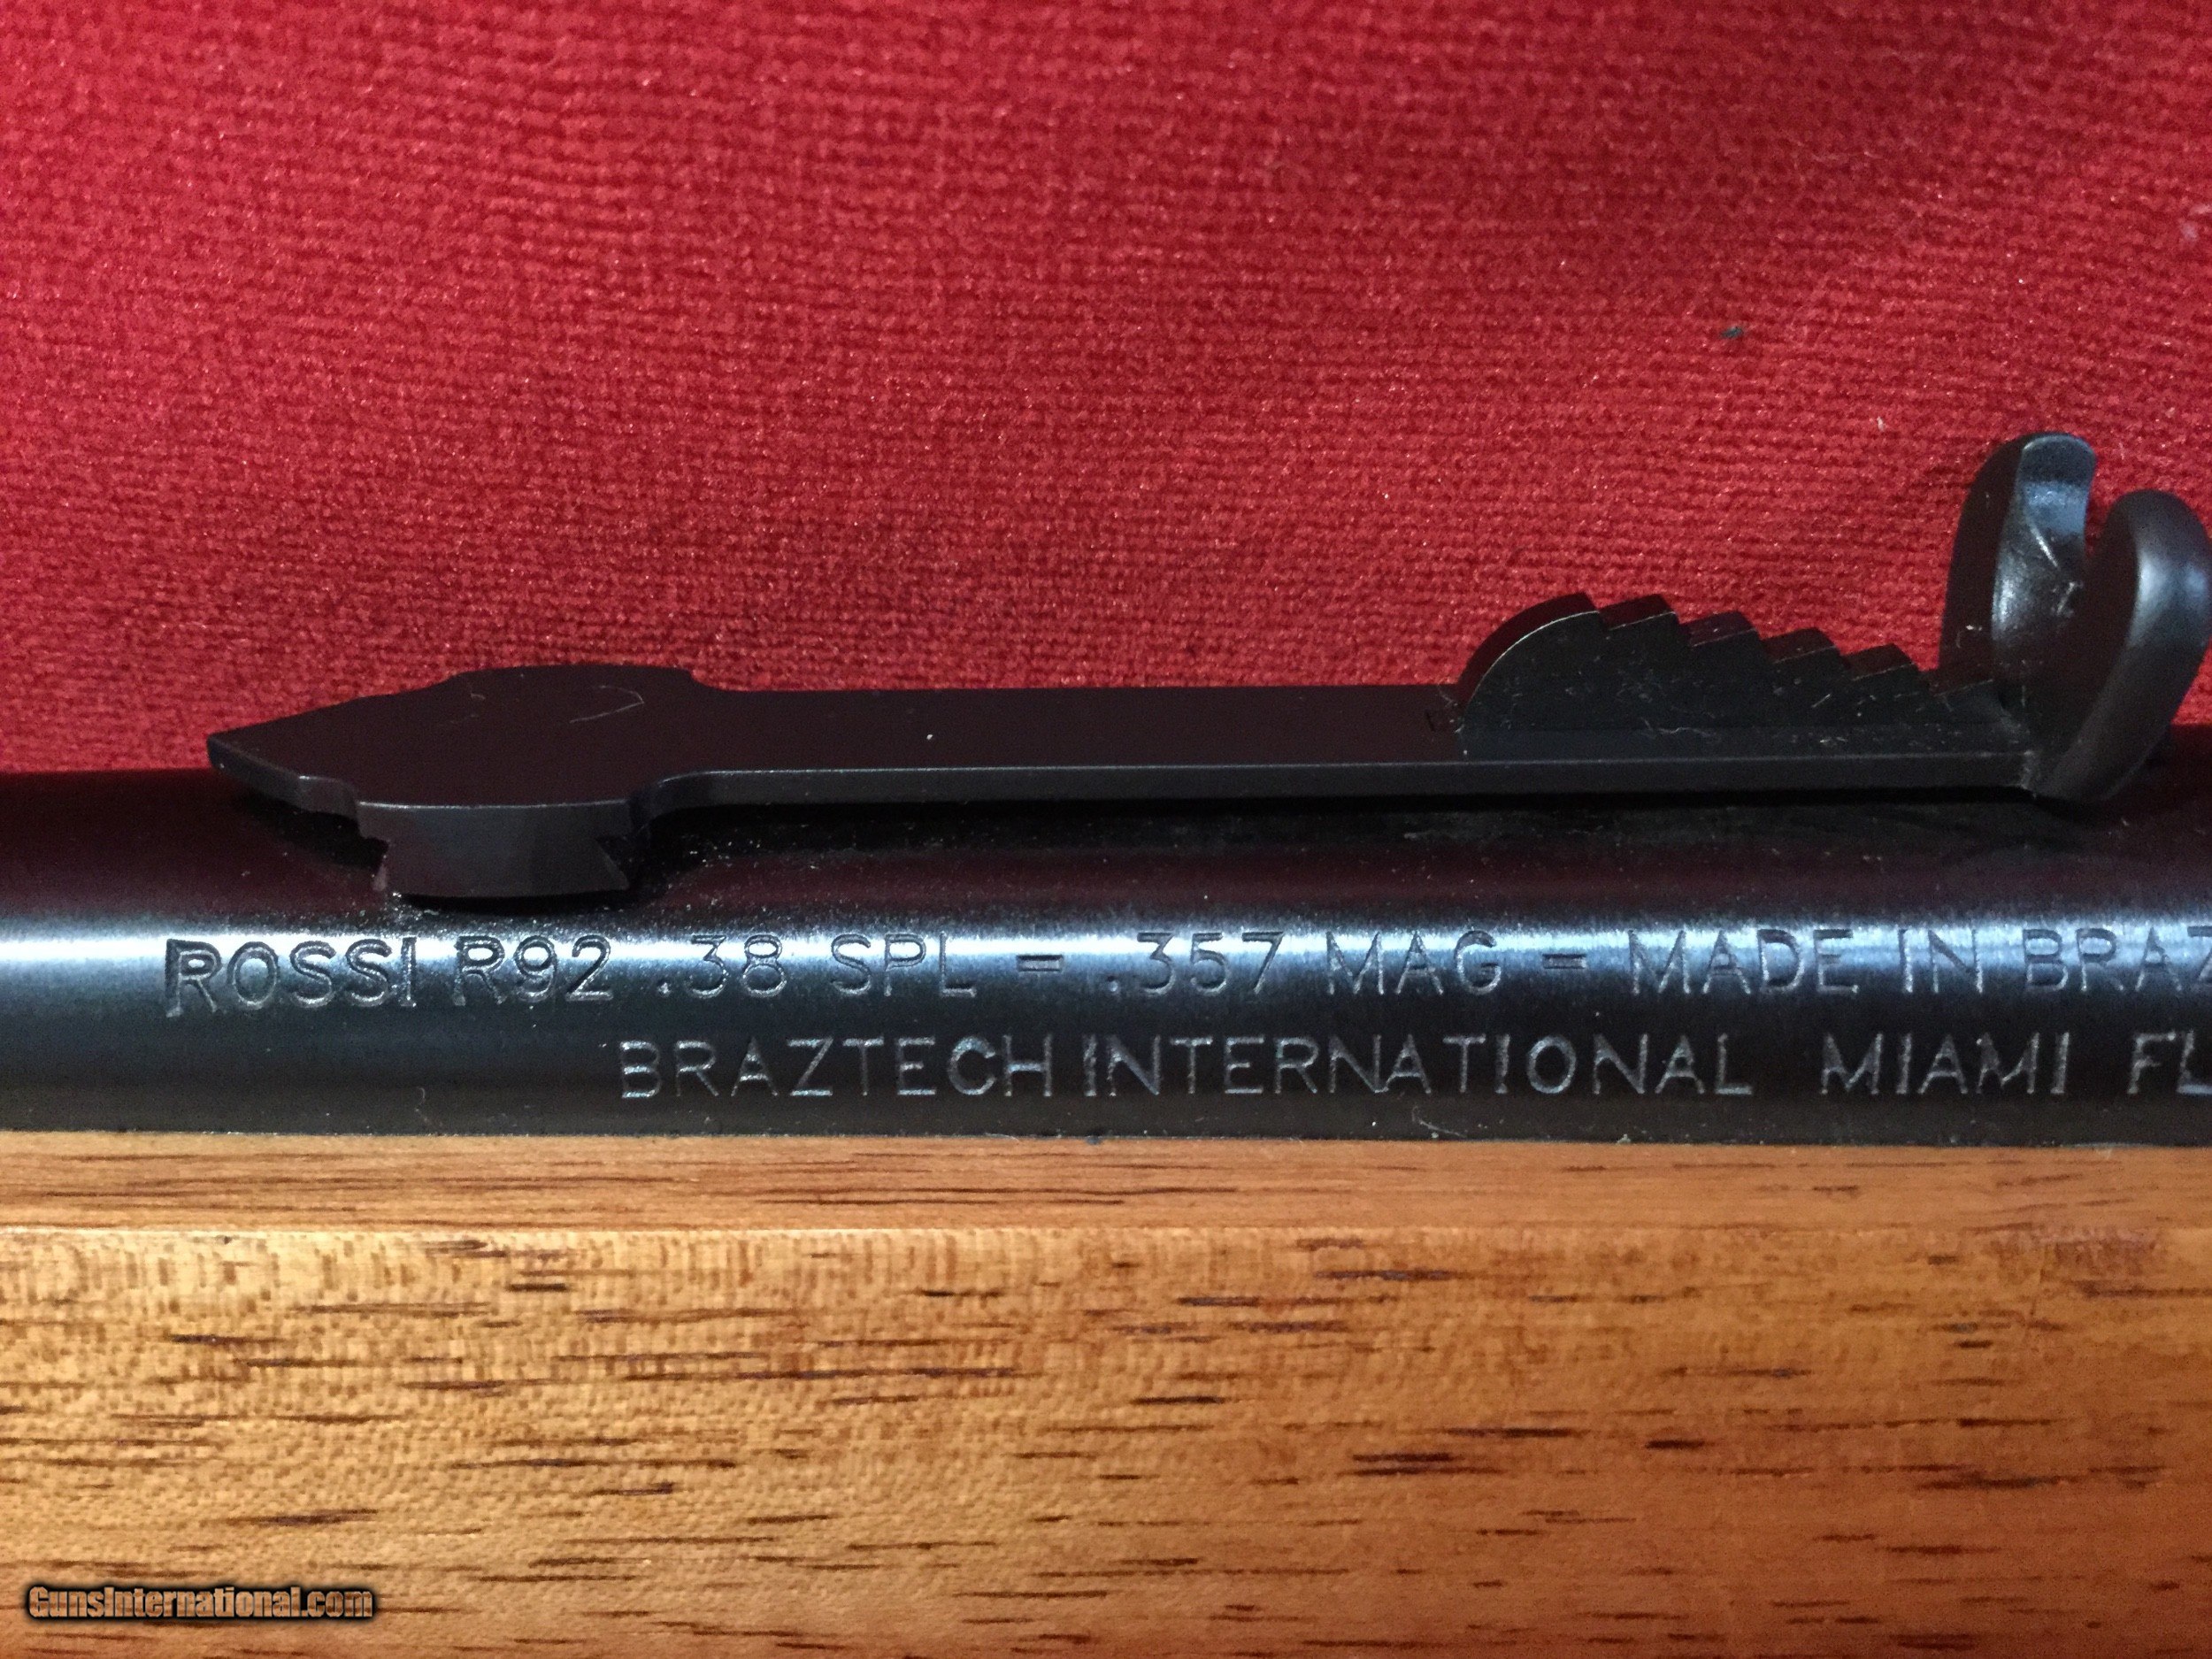 ROSSI R92 .38 SPL - .357 MAG - MADE IN BRAZ
BRAZTECH INTERNATIONAL MIAMI FL
GunsInternational.com